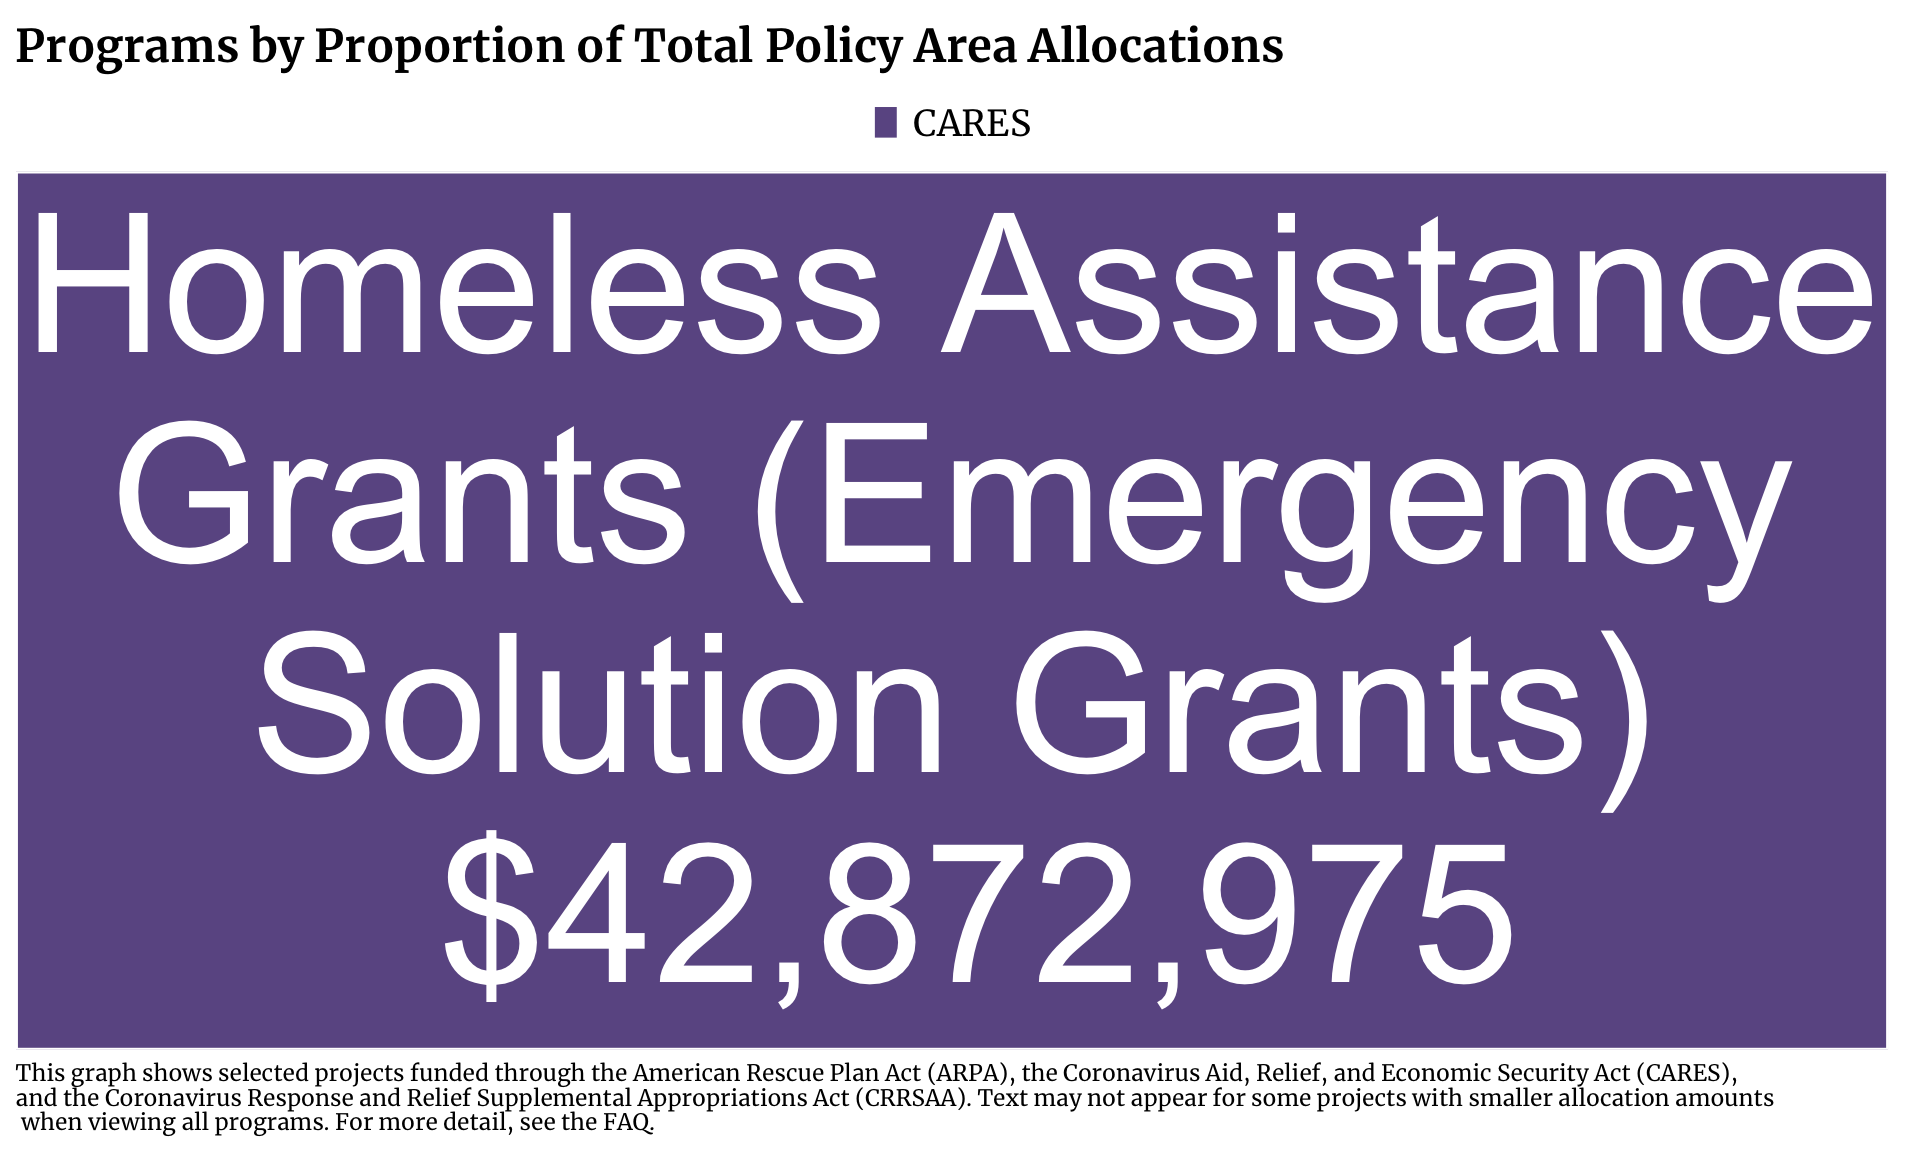 Programs by Proportion of Total Policy Area Allocations
CARES
Homeless Assistance
Grants (Emergency
Solution Grants)
$42,872,975
This graph shows selected projects funded through the American Rescue Plan Act (ARPA), the Coronavirus Aid, Relief, and Economic Security Act (CARES),
and the Coronavirus Response and Relief Supplemental Appropriations Act (CRRSAA). Text may not appear for some projects with smaller allocation amounts
when viewing all programs. For more detail, see the FAQ.